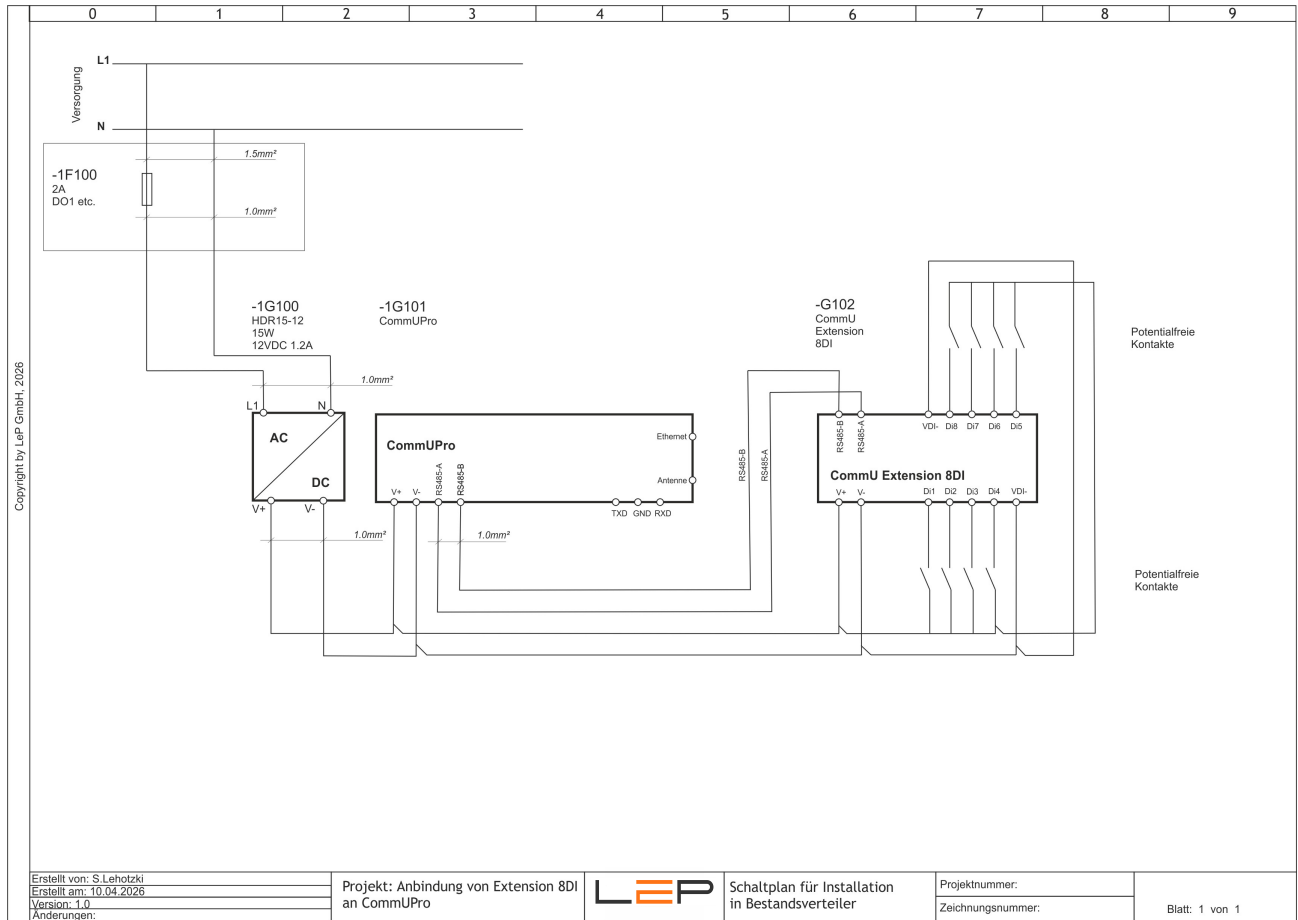 0 1 2 3 4 5 6 7 8 9
Copyright by LeP GmbH, 2026
Versorgung
L1
N
1.5mm²
-1F100
2A
DO1 etc.
1.0mm²
-1G100
HDR15-12
15W
12VDC 1.2A
-1G101
CommUPro
-G102
CommU
Extension
8DI
Potentialfreie
Kontakte
1.0mm²
L1 N
AC
DC
V+ V-
1.0mm²
CommUPro
Ethernet
Antenne
V+ V- RS485-A RS485-B
TXD GND RXD
1.0mm²
RS485-B
RS485-A
RS485-B RS485-A VDI- Di8 Di7 Di6 Di5
CommU Extension 8DI
V+ V- Di1 Di2 Di3 Di4 VDI-
Potentialfreie
Kontakte
Erstellt von: S.Lehotzki
Erstellt am: 10.04.2026
Version: 1.0
Änderungen:
Projekt: Anbindung von Extension 8DI
an CommUPro
LEP
Schaltplan für Installation
in Bestandsverteiler
Projektnummer:
Zeichnungsnummer:
Blatt: 1 von 1